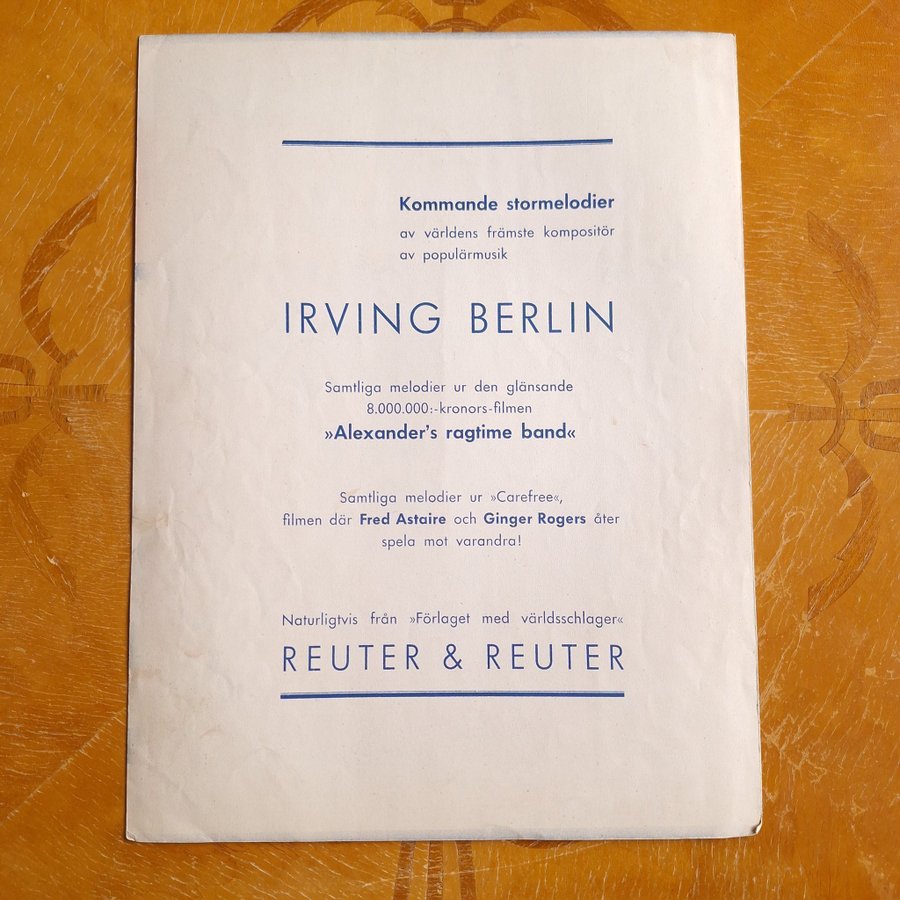 Kommande stormelodier
av världens främste kompositör
av populärmusik
IRVING BERLIN
Samtliga melodier ur den glänsande
8.000.000:-kronors-filmen
»Alexander's ragtime band«
Samtliga melodier ur »Carefree«,
filmen där Fred Astaire och Ginger Rogers åter
spela mot varandra!
Naturligtvis från »Förlaget med världsschlager«
REUTER & REUTER